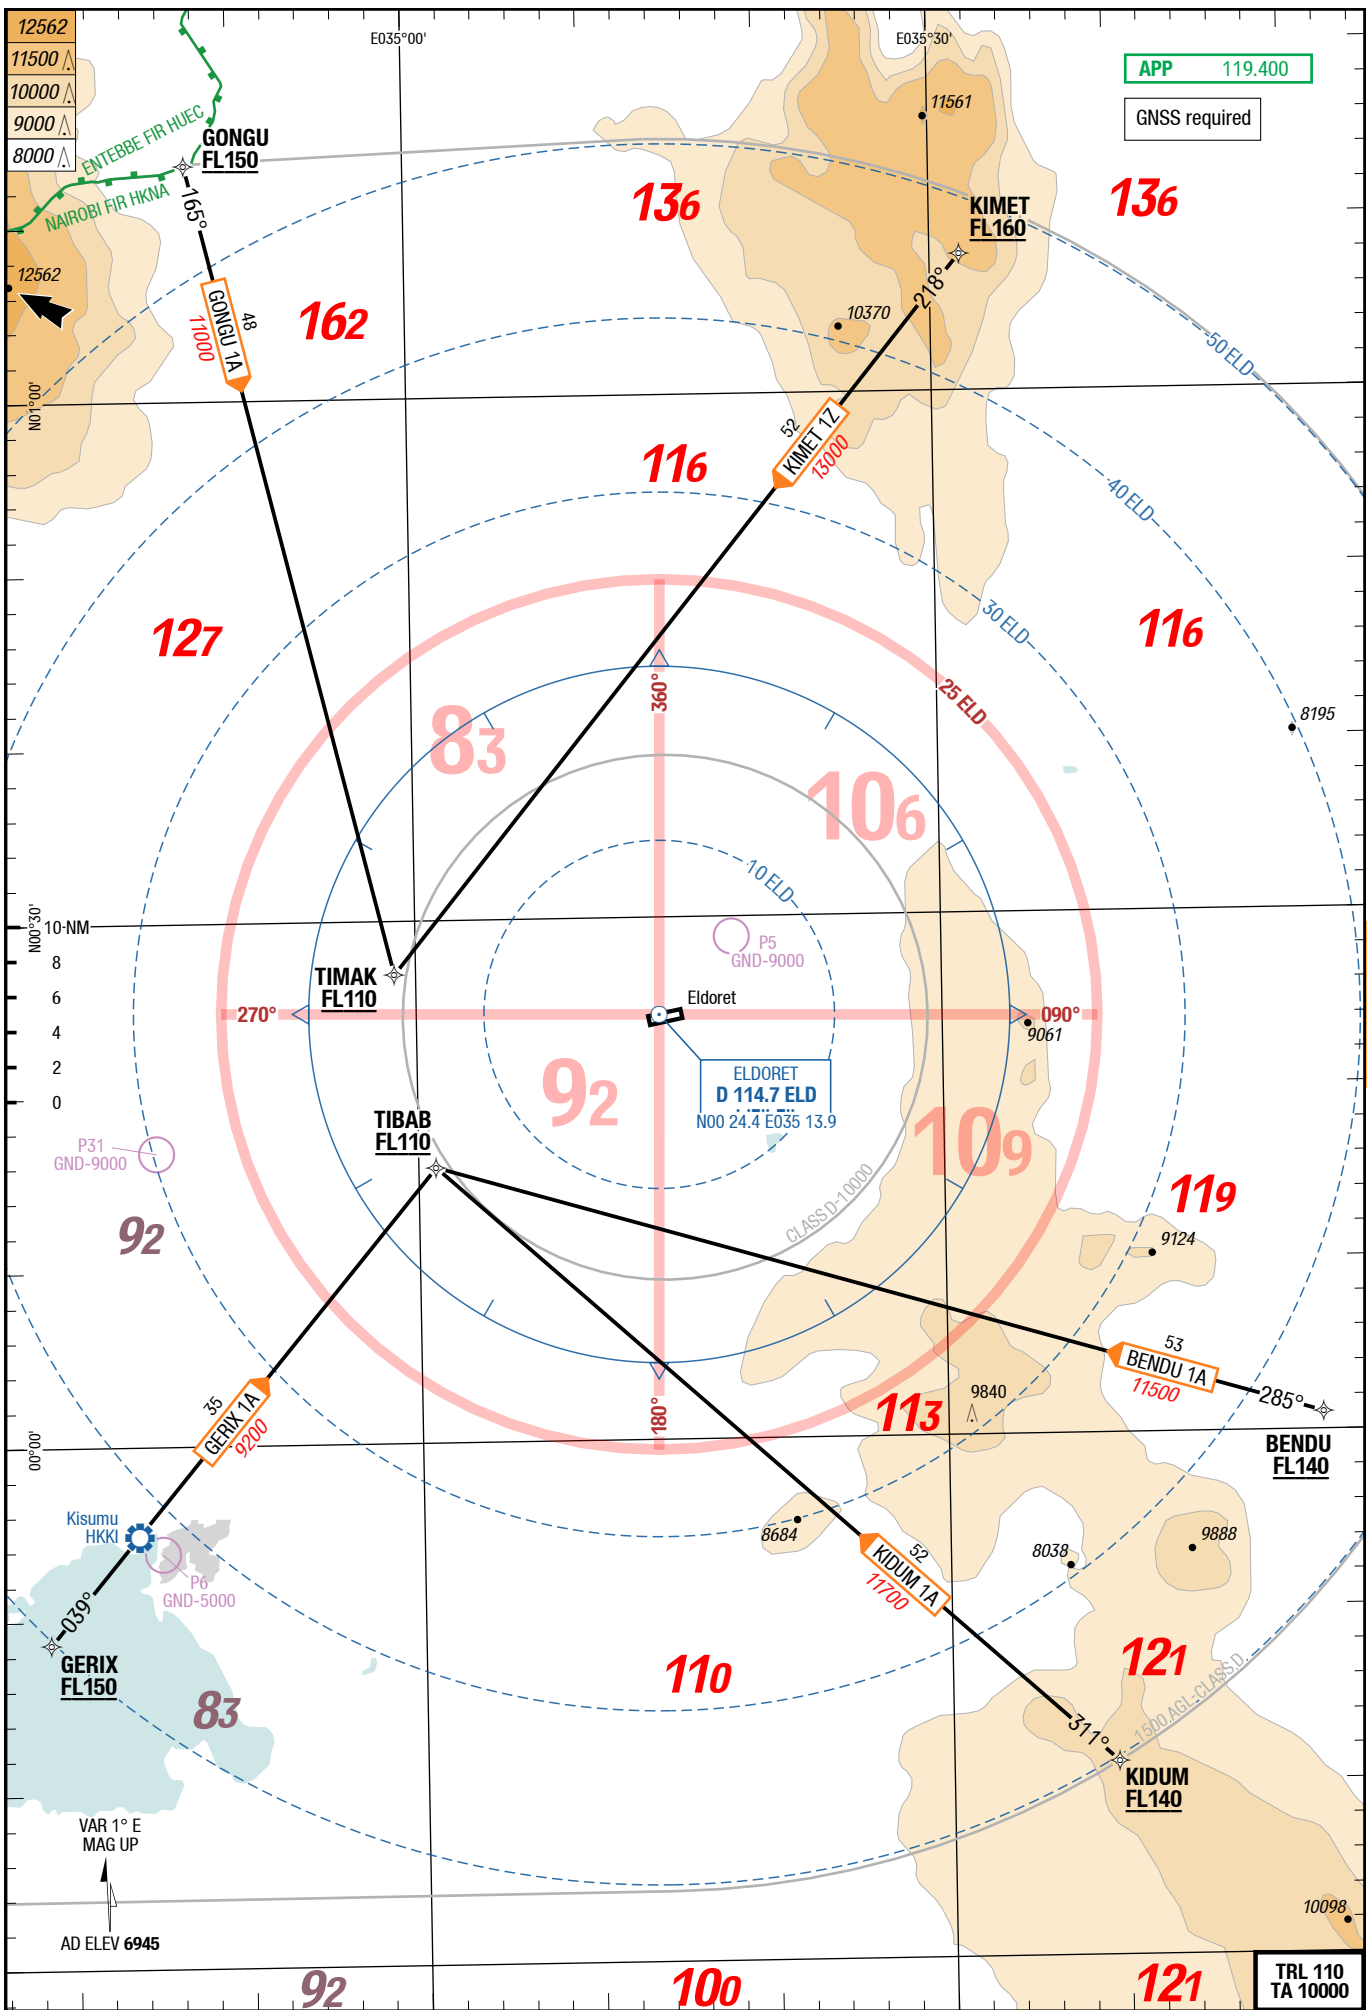 12562
11500
10000
9000
8000
E035°00'
E035°30'
APP 119.400
GNSS required
ENTEBBE FIR HUEC
NAIROBI FIR HKNA
GONGU
FL150
165°
11561
136
136
KIMET
FL160
218°
12562
162
48
GONGU 1A
11000
10370
50 ELD
N01°00'
52
KIMET 1Z
13000
116
40 ELD
30 ELD
127
116
360°
25 ELD
83
8195
106
10 ELD
N00°30'
10 NM
8
6
4
2
0
P5
GND-9000
TIMAK
FL110
Eldoret
270°
090°
9061
ELDORET
D 114.7 ELD
N00 24.4 E035 13.9
92
TIBAB
FL110
109
P31
GND-9000
CLASS D-10000
119
92
9124
53
BENDU 1A
11500
285°
BENDU
FL140
35
GERIX 1A
9200
180°
113
9840
00°00'
Kisumu
HKKI
P6
GND-5000
8684
52
KIDUM 1A
11700
8038
9888
039°
GERIX
FL150
83
110
121
1500 AGL-CLASS D
311°
KIDUM
FL140
VAR 1° E
MAG UP
AD ELEV 6945
10098
92
100
121
TRL 110
TA 10000